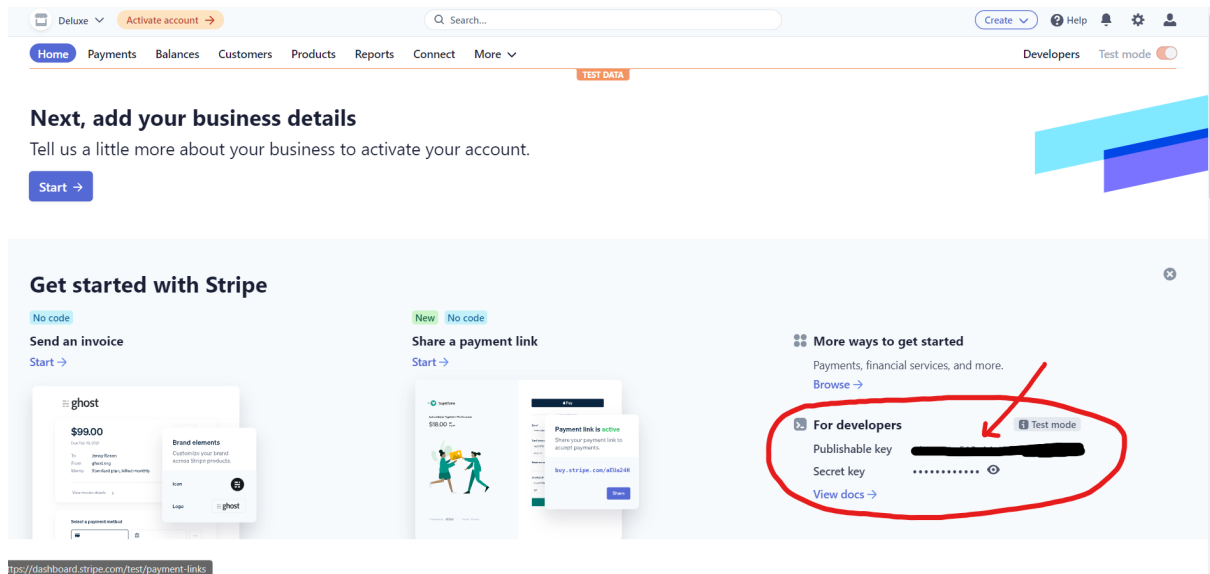 Deluxe
Activate account →
Search...
Create
Help
Home Payments Balances Customers Products Reports Connect More
Developers Test mode
TEST DATA
Next, add your business details
Tell us a little more about your business to activate your account.
Start →
Get started with Stripe
No code
Send an invoice
Start →
ghost
$99.00
Brand elements
Customize your brand
across Stripe products.
Icon
Logo
ghost
Select a payment method
New No code
Share a payment link
Start →
Pay
$18.00
Payment link is active
Share your payment link to
accept payments.
Share
More ways to get started
Payments, financial services, and more.
Browse →
For developers
Test mode
Publishable key
Secret key ••••••••••••
View docs →
ttps://dashboard.stripe.com/test/payment-links